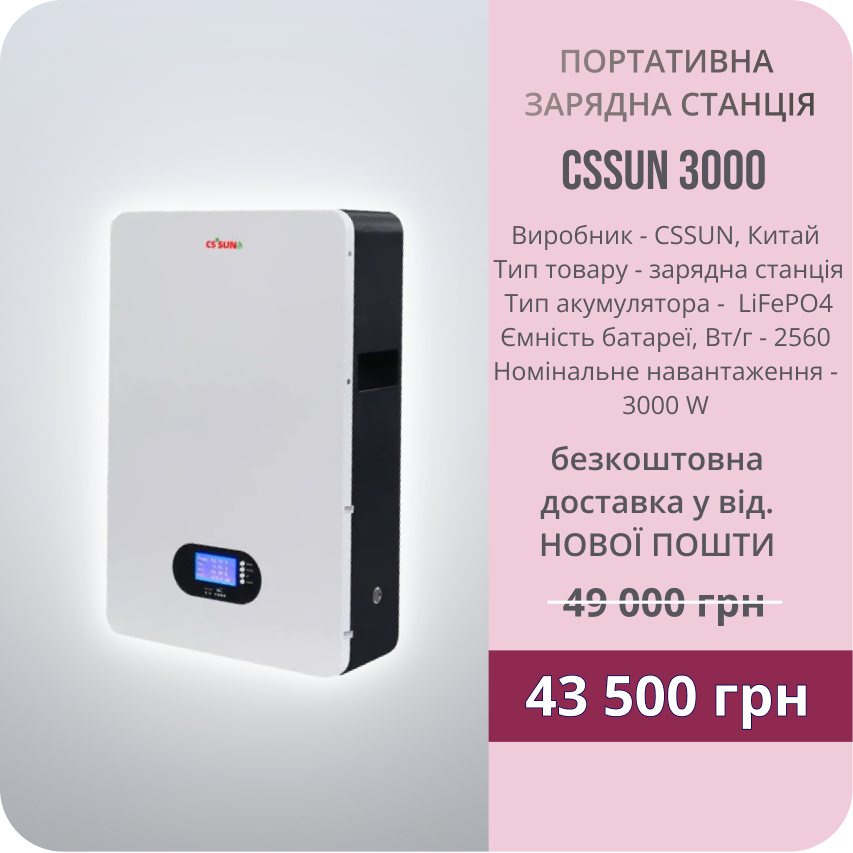 CSSUN
ПОРТАТИВНА
ЗАРЯДНА СТАНЦІЯ
CSSUN 3000
Виробник - CSSUN, Китай
Тип товару - зарядна станція
Тип акумулятора - LiFePO4
Ємність батареї, Вт/г - 2560
Номінальне навантаження -
3000 W
безкоштовна
доставка у від.
НОВОЇ ПОШТИ
49 000 грн
43 500 грн